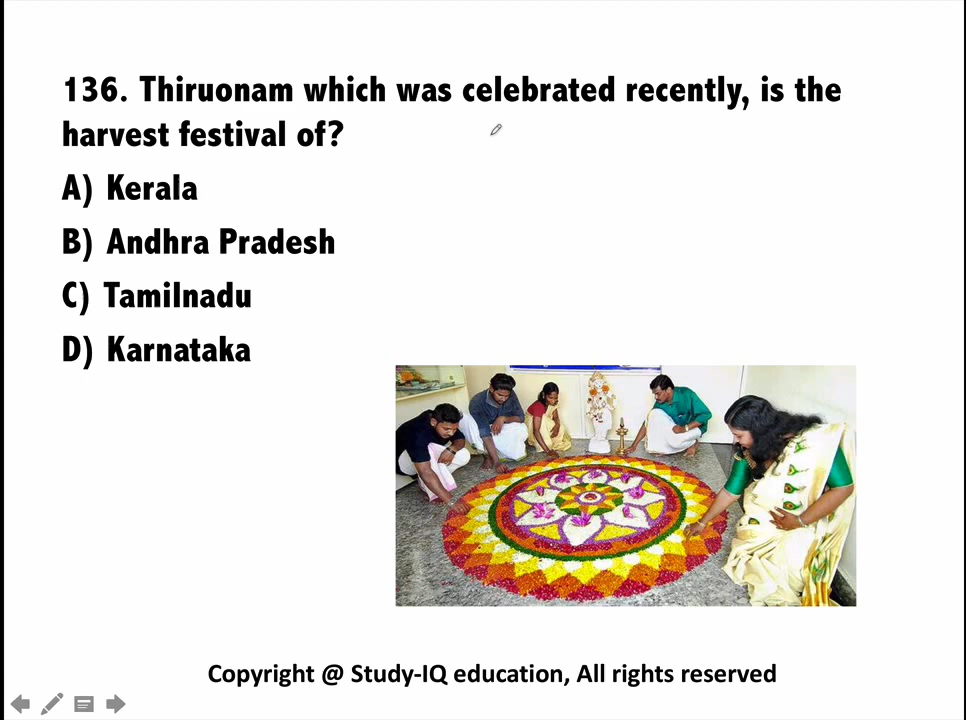 136. Thiruonam which was celebrated recently, is the
harvest festival of?
A) Kerala
B) Andhra Pradesh
C) Tamilnadu
D) Karnataka
Copyright @ Study-IQ education, All rights reserved